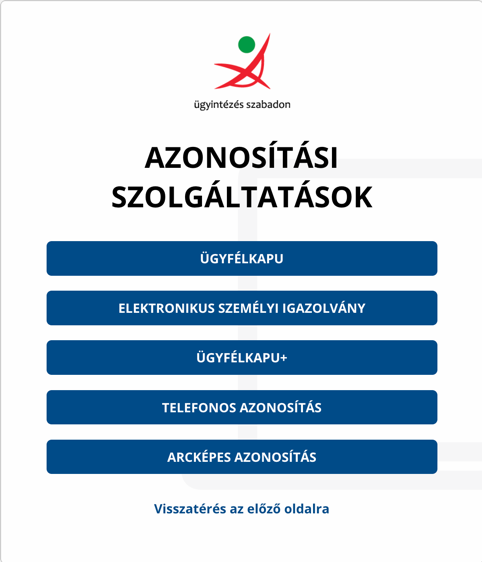 ügyintézés szabadon
AZONOSÍTÁSI
SZOLGÁLTATÁSOK
ÜGYFÉLKAPU
ELEKTRONIKUS SZEMÉLYI IGAZOLVÁNY
ÜGYFÉLKAPU+
TELEFONOS AZONOSÍTÁS
ARCKÉPES AZONOSÍTÁS
Visszatérés az előző oldalra